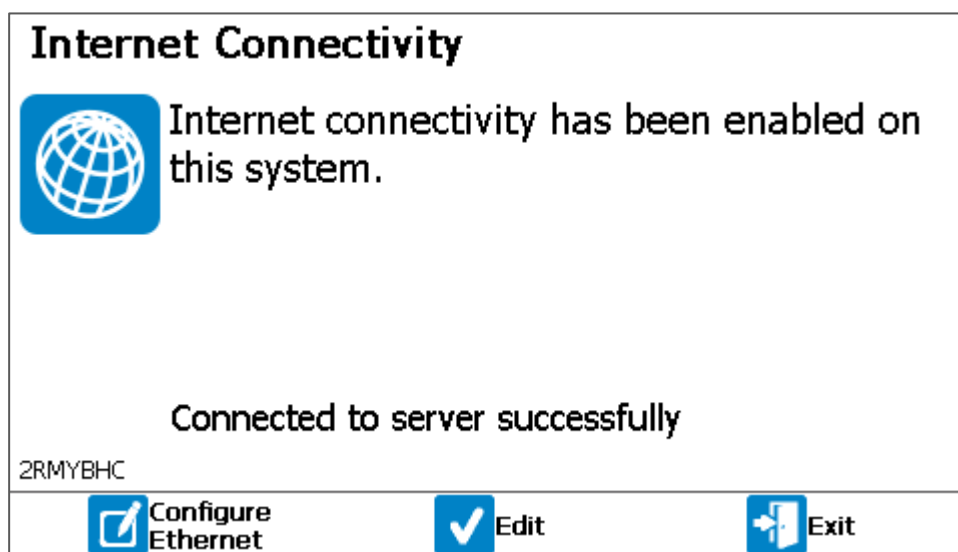 Internet Connectivity
Internet connectivity has been enabled on
this system.
Connected to server successfully
2RMYBHC
Configure
Ethernet
Edit
Exit